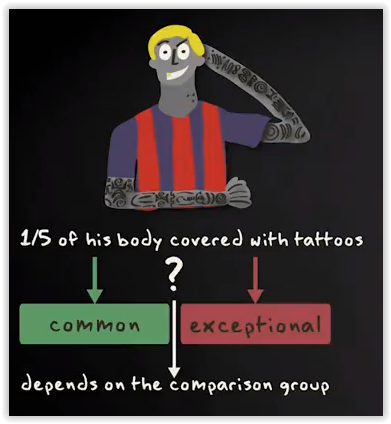 1/5 of his body covered with tattoos
?
common exceptional
depends on the comparison group